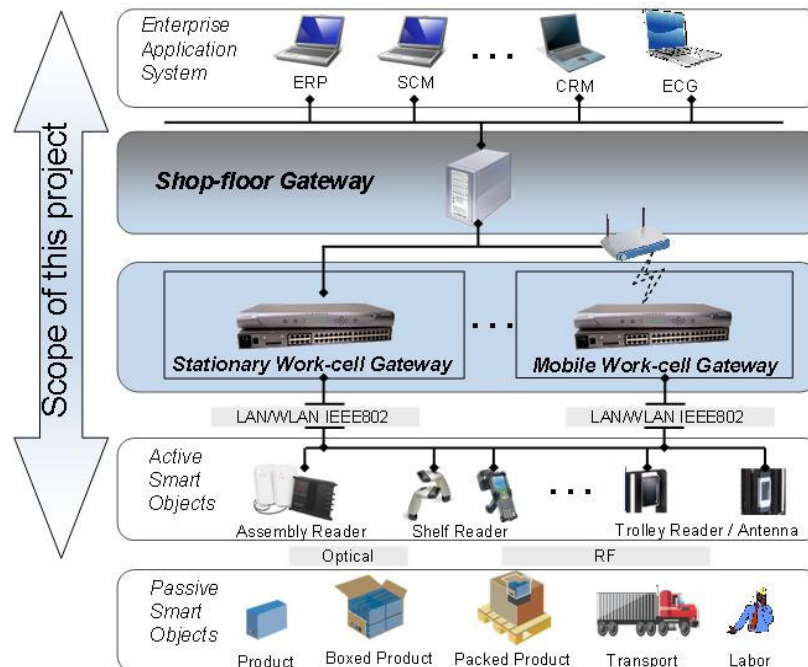 Enterprise
Application
System
ERP
SCM
CRM
ECG
Scope of this project
Shop-floor Gateway
Stationary Work-cell Gateway
Mobile Work-cell Gateway
LAN/WLAN IEEE802
LAN/WLAN IEEE802
Active
Smart
Objects
Assembly Reader
Shelf Reader
Trolley Reader / Antenna
Optical
RF
Passive
Smart
Objects
Product
Boxed Product
Packed Product
Transport
Labor